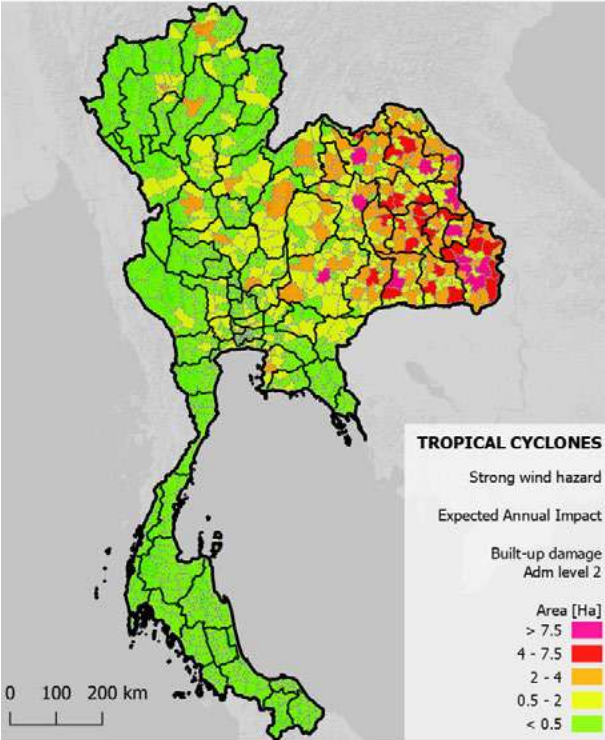 TROPICAL CYCLONES
Strong wind hazard
Expected Annual Impact
Built-up damage
Adm level 2
Area [Ha]
> 7.5
4 - 7.5
2 - 4
0.5 - 2
< 0.5
0 100 200 km